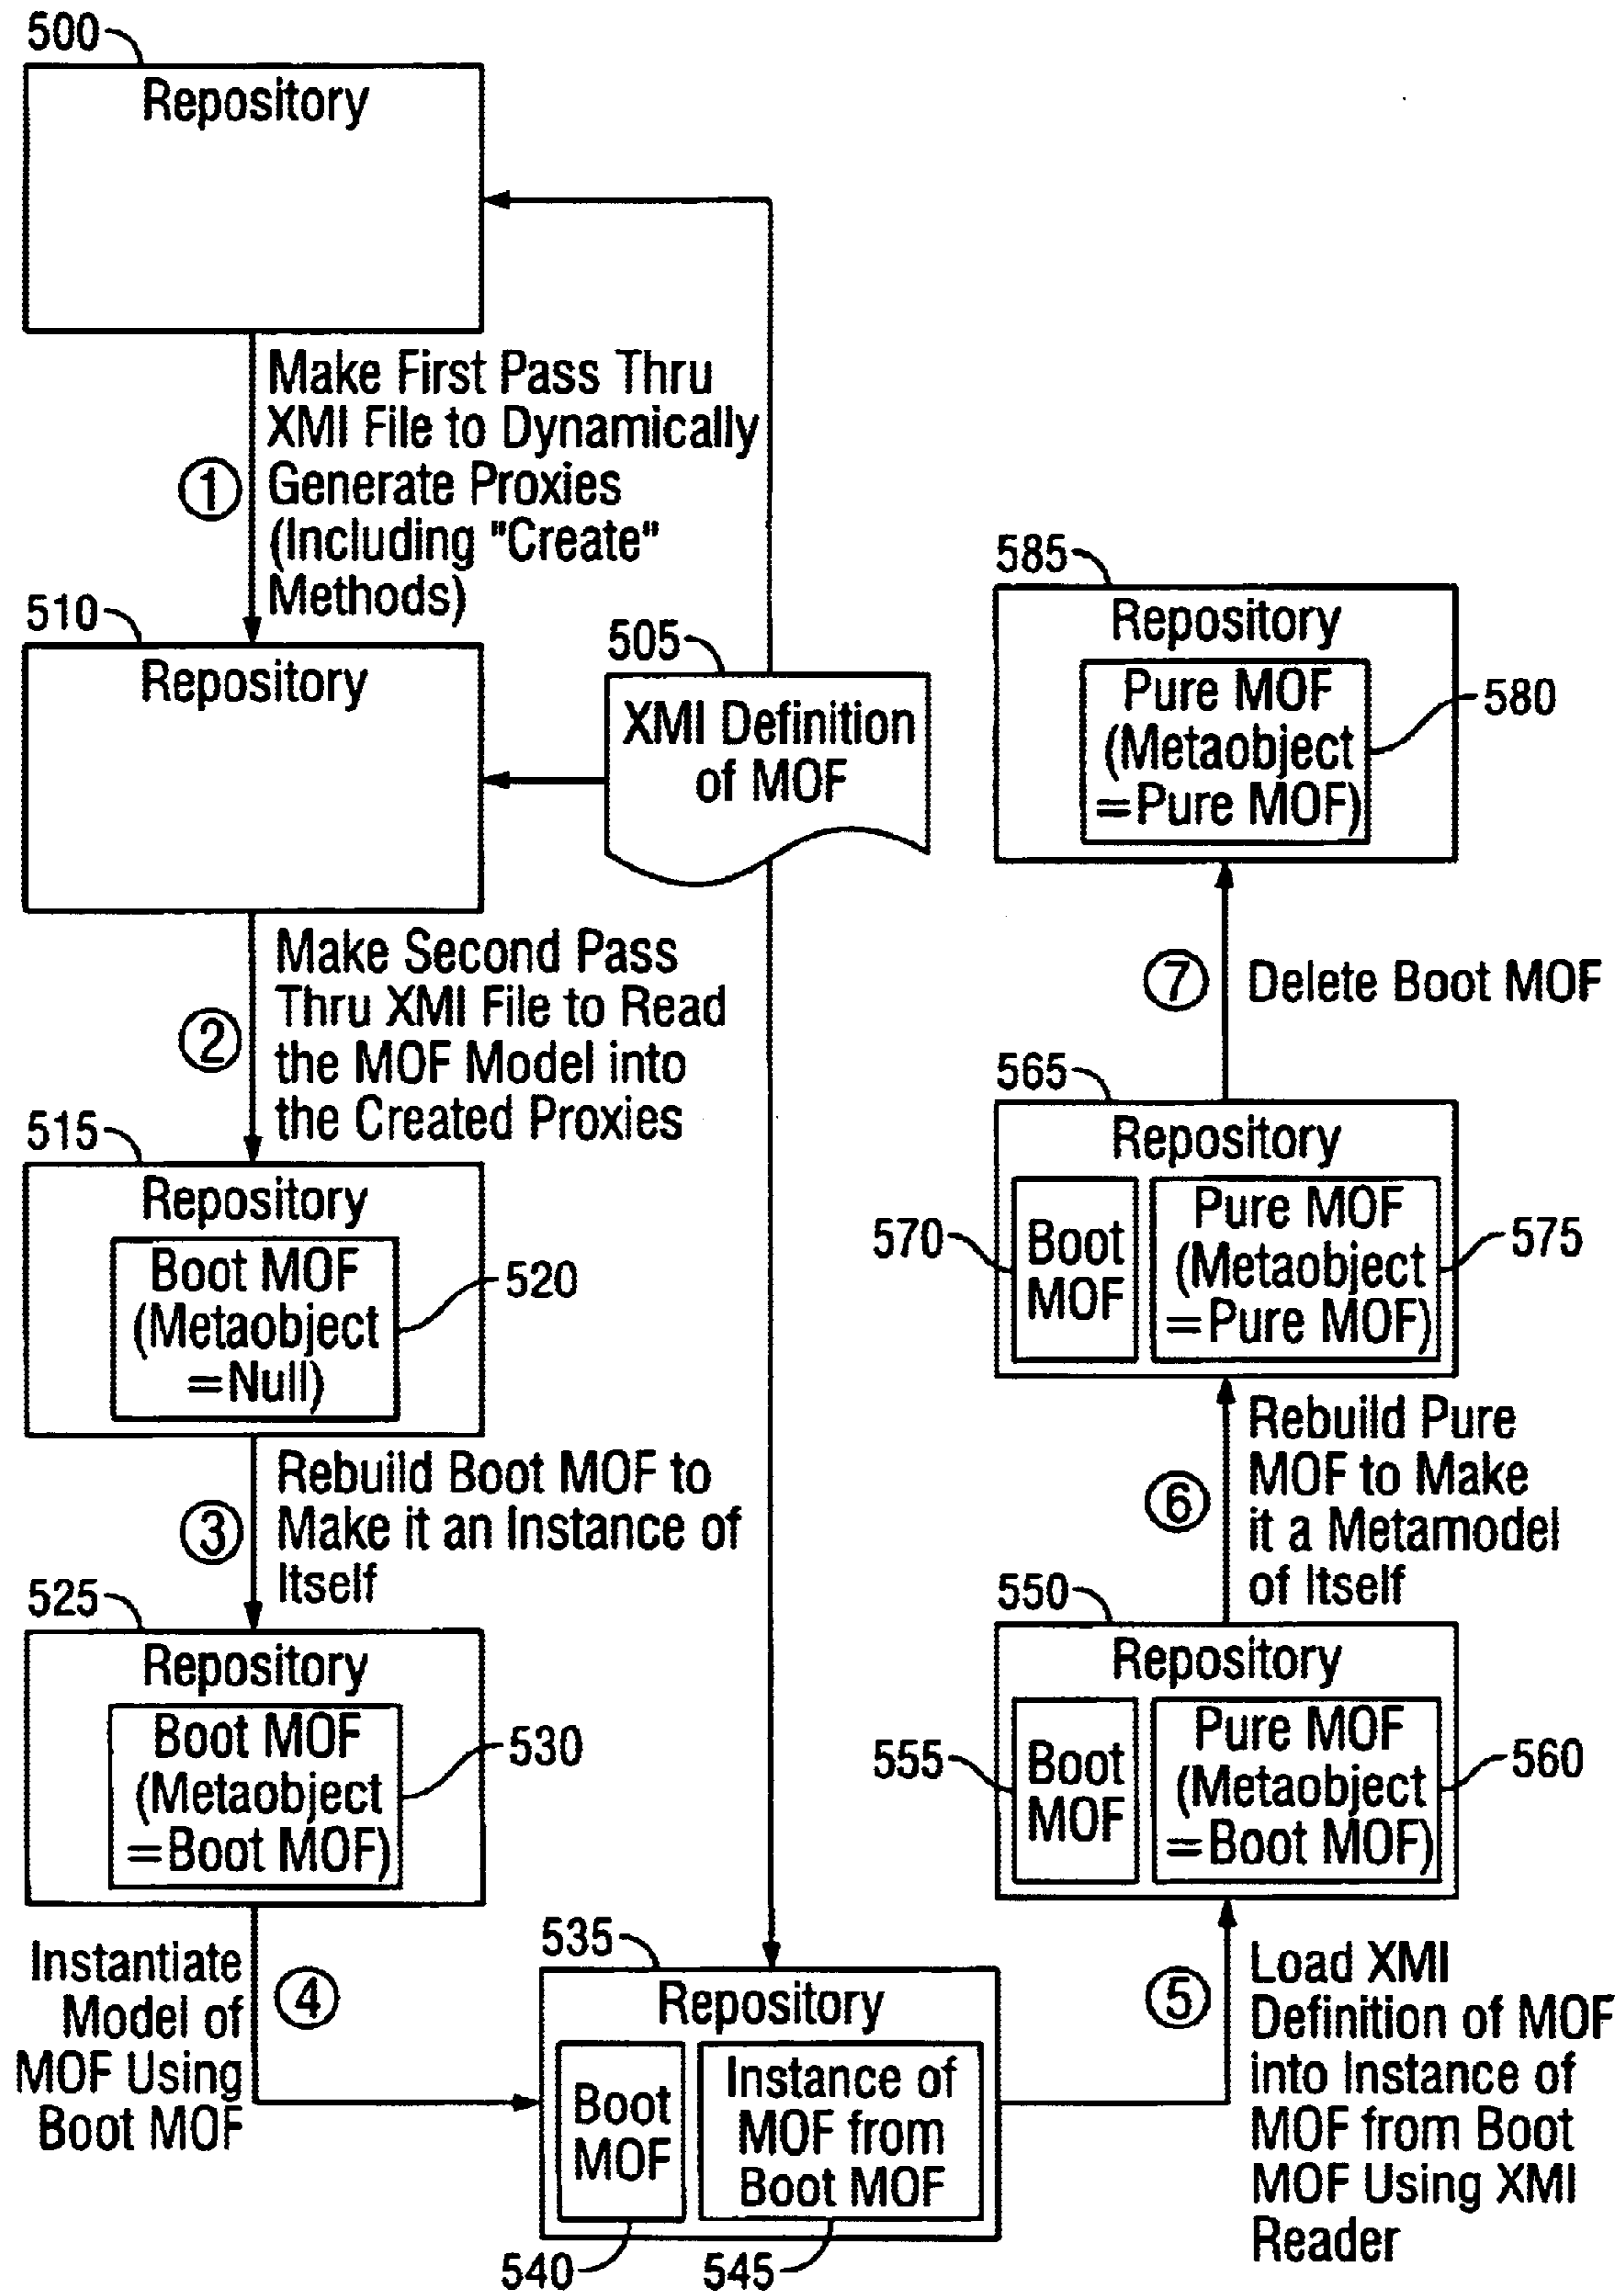 500
Repository
Make First Pass Thru
XMI File to Dynamically
Generate Proxies
(Including "Create"
Methods)
1
510
Repository
505
XMI Definition
of MOF
Make Second Pass
Thru XMI File to Read
the MOF Model into
the Created Proxies
2
515
Repository
Boot MOF
(Metaobject
=Null)
520
Rebuild Boot MOF to
Make it an Instance of
Itself
3
525
Repository
Boot MOF
(Metaobject
=Boot MOF)
530
Instantiate
Model of
MOF Using
Boot MOF
4
535
Repository
Boot
MOF
Instance of
MOF from
Boot MOF
540
545
5
Load XMI
Definition of MOF
into Instance of
MOF from Boot
MOF Using XMI
Reader
550
Repository
555
Boot
MOF
Pure MOF
(Metaobject
=Boot MOF)
560
6
Rebuild Pure
MOF to Make
it a Metamodel
of Itself
565
Repository
570
Boot
MOF
Pure MOF
(Metaobject
=Pure MOF)
575
7
Delete Boot MOF
585
Repository
Pure MOF
(Metaobject
=Pure MOF)
580